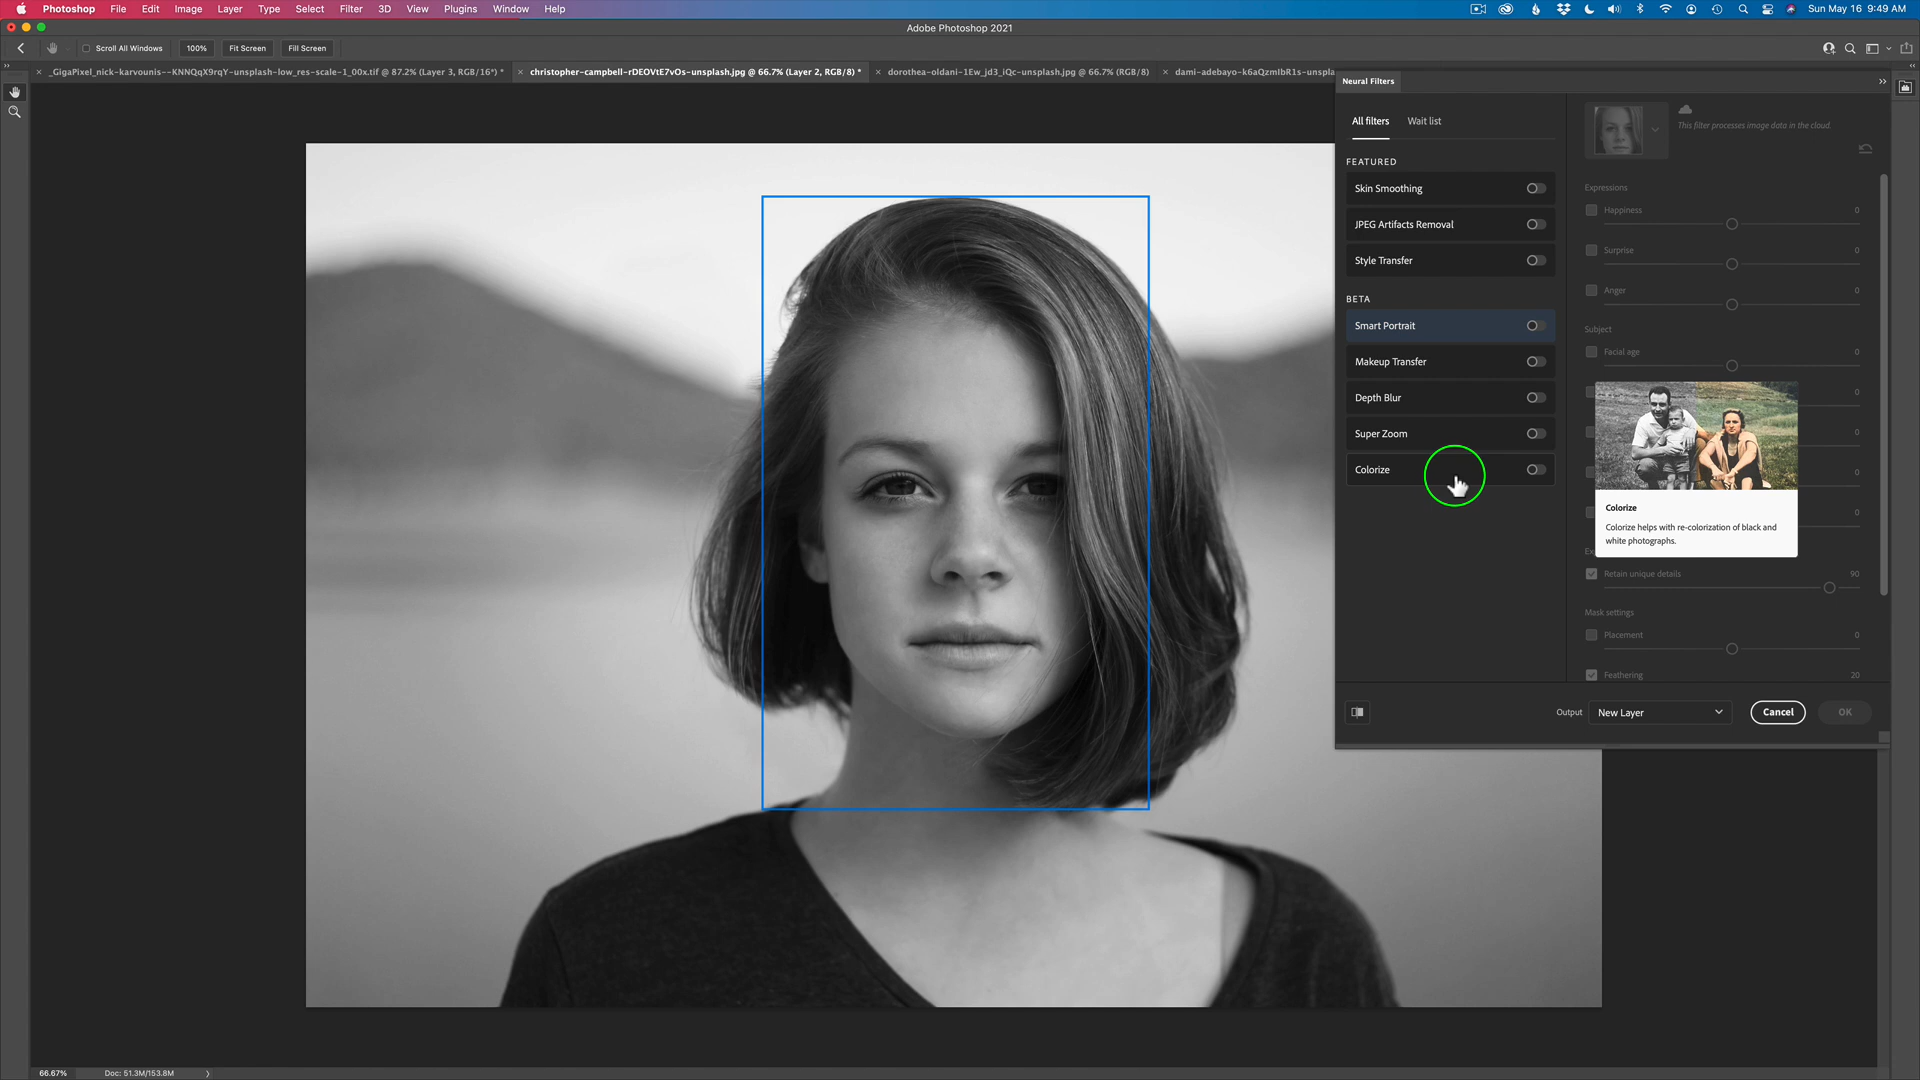 Photoshop File Edit Image Layer Type Select Filter 3D View Plugins Window Help Sun May 16 9:49 AM
Adobe Photoshop 2021
Scroll All Windows 100% Fit Screen Fill Screen
_GigaPixel_nick-karvounis--KNNQqX9rqY-unsplash-low_res-scale-1_00x.tif @ 87.2% (Layer 3, RGB/16*) *
christopher-campbell-rDEOVtE7vOs-unsplash.jpg @ 66.7% (Layer 2, RGB/8) *
dorothea-oldani-1Ew_jd3_iQc-unsplash.jpg @ 66.7% (RGB/8)
dami-adebayo-k6aQzmIbR1s-unspla
Neural Filters
All filters Wait list
FEATURED
Skin Smoothing
JPEG Artifacts Removal
Style Transfer
BETA
Smart Portrait
Makeup Transfer
Depth Blur
Super Zoom
Colorize
This filter processes image data in the cloud.
Expressions
Happiness 0
Surprise 0
Anger 0
Subject
Facial age 0
0
0
0
0
Colorize
Colorize helps with re-colorization of black and
white photographs.
Retain unique details 90
Mask settings
Placement 0
Feathering 20
Output New Layer Cancel OK
66.67% Doc: 51.3M/153.8M